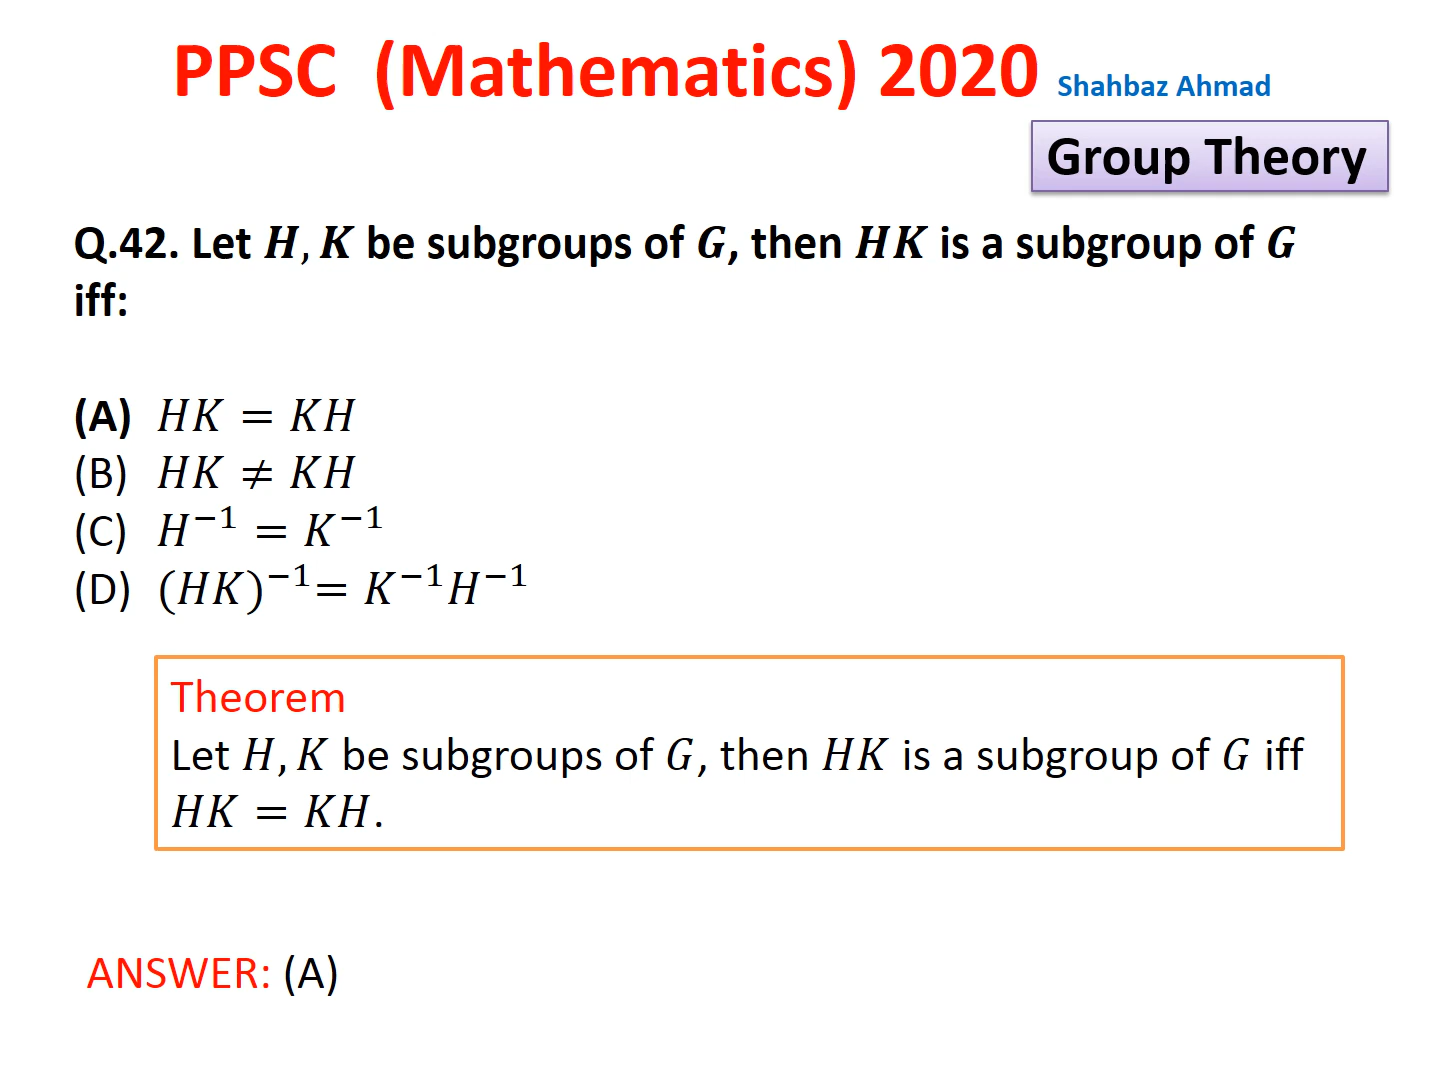 PPSC (Mathematics) 2020 Shahbaz Ahmad
Group Theory
Q.42. Let H, K be subgroups of G, then HK is a subgroup of G
iff:
(A) HK = KH
(B) HK ≠ KH
(C) H⁻¹ = K⁻¹
(D) (HK)⁻¹= K⁻¹H⁻¹
Theorem
Let H, K be subgroups of G, then HK is a subgroup of G iff
HK = KH.
ANSWER: (A)